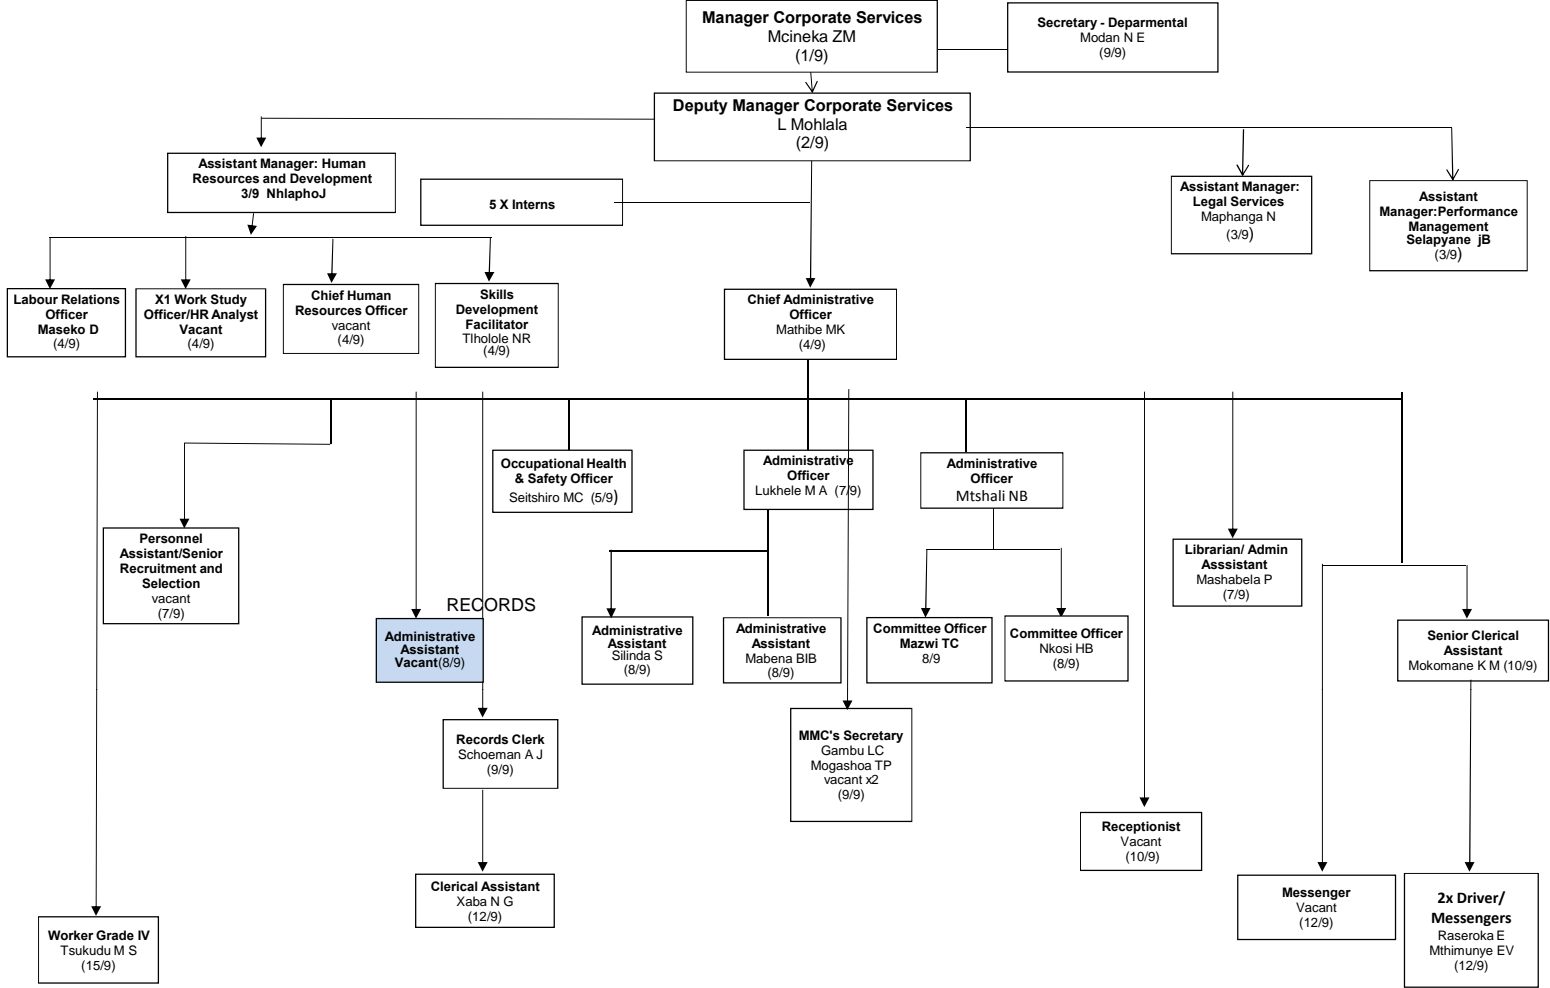 Manager Corporate Services
Mcineka ZM
(1/9)
Secretary - Deparmental
Modan N E
(9/9)
Deputy Manager Corporate Services
L Mohlala
(2/9)
Assistant Manager: Human
Resources and Development
3/9 NhlaphoJ
5 X Interns
Assistant Manager:
Legal Services
Maphanga N
(3/9)
Assistant
Manager:Performance
Management
Selapyane jB
(3/9)
Labour Relations
Officer
Maseko D
(4/9)
X1 Work Study
Officer/HR Analyst
Vacant
(4/9)
Chief Human
Resources Officer
vacant
(4/9)
Skills
Development
Facilitator
Tlholole NR
(4/9)
Chief Administrative
Officer
Mathibe MK
(4/9)
Occupational Health
& Safety Officer
Seitshiro MC (5/9)
Administrative
Officer
Lukhele M A (7/9)
Administrative
Officer
Mtshali NB
Personnel
Assistant/Senior
Recruitment and
Selection
vacant
(7/9)
Librarian/ Admin
Asssistant
Mashabela P
(7/9)
RECORDS
Administrative
Assistant
Vacant(8/9)
Administrative
Assistant
Silinda S
(8/9)
Administrative
Assistant
Mabena BIB
(8/9)
Committee Officer
Mazwi TC
8/9
Committee Officer
Nkosi HB
(8/9)
Senior Clerical
Assistant
Mokomane K M (10/9)
Records Clerk
Schoeman A J
(9/9)
MMC's Secretary
Gambu LC
Mogashoa TP
vacant x2
(9/9)
Receptionist
Vacant
(10/9)
Clerical Assistant
Xaba N G
(12/9)
Messenger
Vacant
(12/9)
2x Driver/
Messengers
Raseroka E
Mthimunye EV
(12/9)
Worker Grade IV
Tsukudu M S
(15/9)